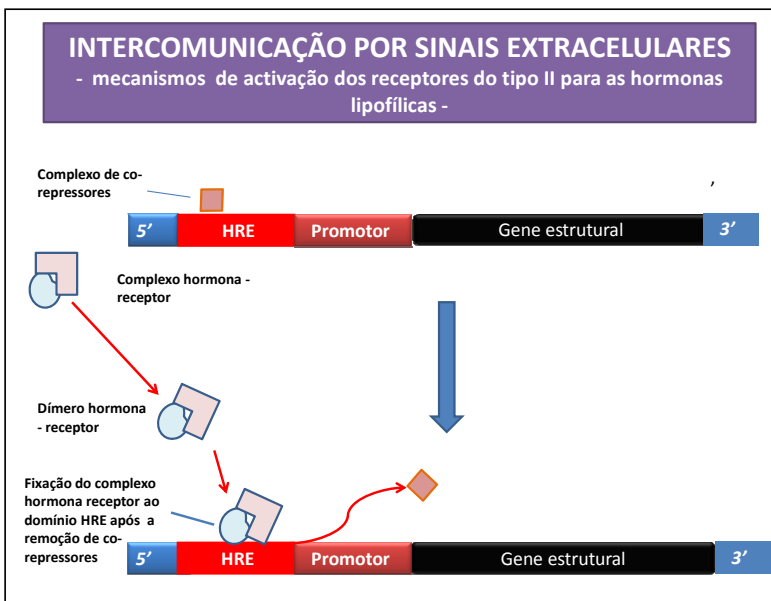 INTERCOMUNICAÇÃO POR SINAIS EXTRACELULARES
- mecanismos de activação dos receptores do tipo II para as hormonas
lipofílicas -
Complexo de co-
repressores
,
5’ HRE Promotor Gene estrutural 3’
Complexo hormona -
receptor
Dímero hormona
- receptor
Fixação do complexo
hormona receptor ao
domínio HRE após a
remoção de co-
repressores
5’ HRE Promotor Gene estrutural 3’